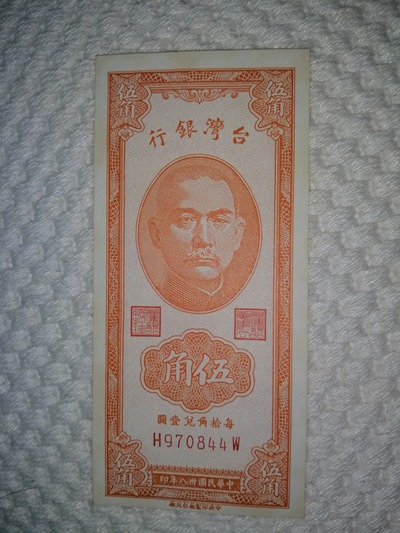 伍角 伍角
台灣銀行
伍角
每拾角兌壹圓
H970844W
伍角 伍角
中華民國卅八年印